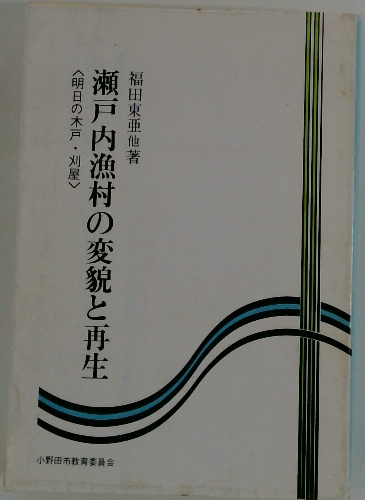 福田東亜他著
瀬戸内漁村の変貌と再生
〈明日の木戸・刈屋〉
小野田市教育委員会